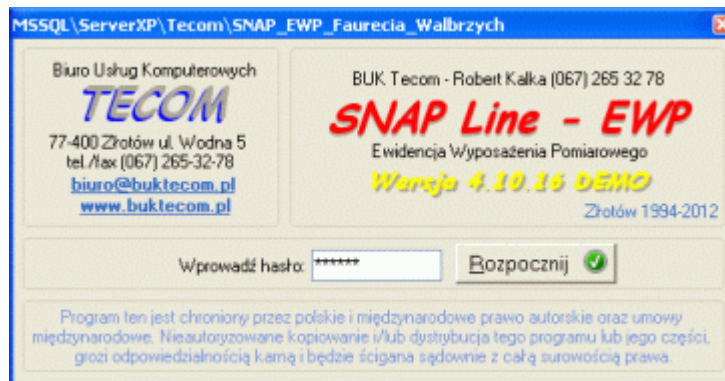 MSSQL\ServerXP\Tecom\SNAP_EWP_Faurecia_Walbrzych
Biuro Usług Komputerowych
TECOM
77-400 Złotów ul. Wodna 5
tel./fax (067) 265-32-78
biuro@buktecom.pl
www.buktecom.pl
BUK Tecom - Robert Kalka (067) 265 32 78
SNAP Line - EWP
Ewidencja Wyposażenia Pomiarowego
Wersja 4.10.16 DEMO
Złotów 1994-2012
Wprowadź hasło: ******
Rozpocznij
Program ten jest chroniony przez polskie i międzynarodowe prawo autorskie oraz umowy
międzynarodowe. Nieautoryzowane kopiowanie i/lub dystrybucja tego programu lub jego części,
grozi odpowiedzialnością karną i będzie ścigana sądownie z całą surowością prawa.